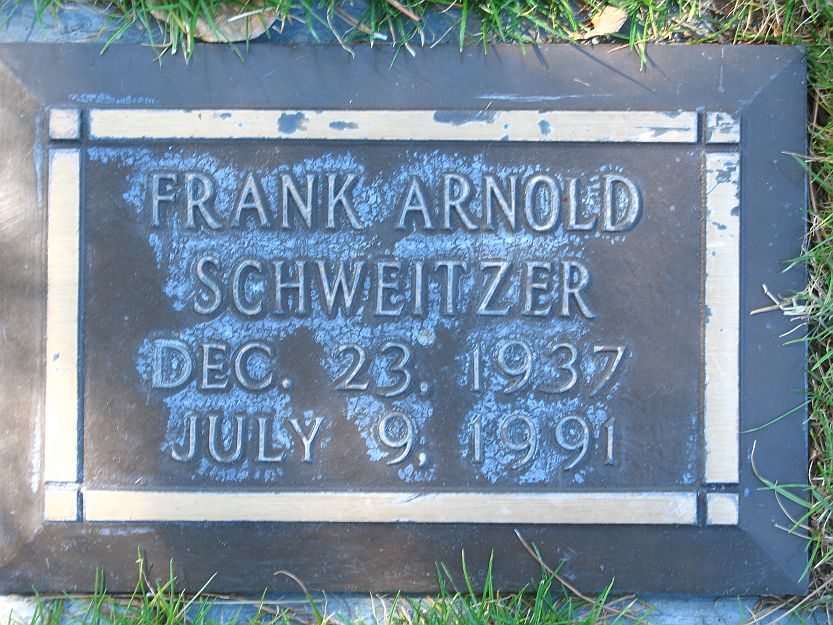 FRANK ARNOLD
SCHWEITZER
DEC. 23, 1937
JULY 9, 1991